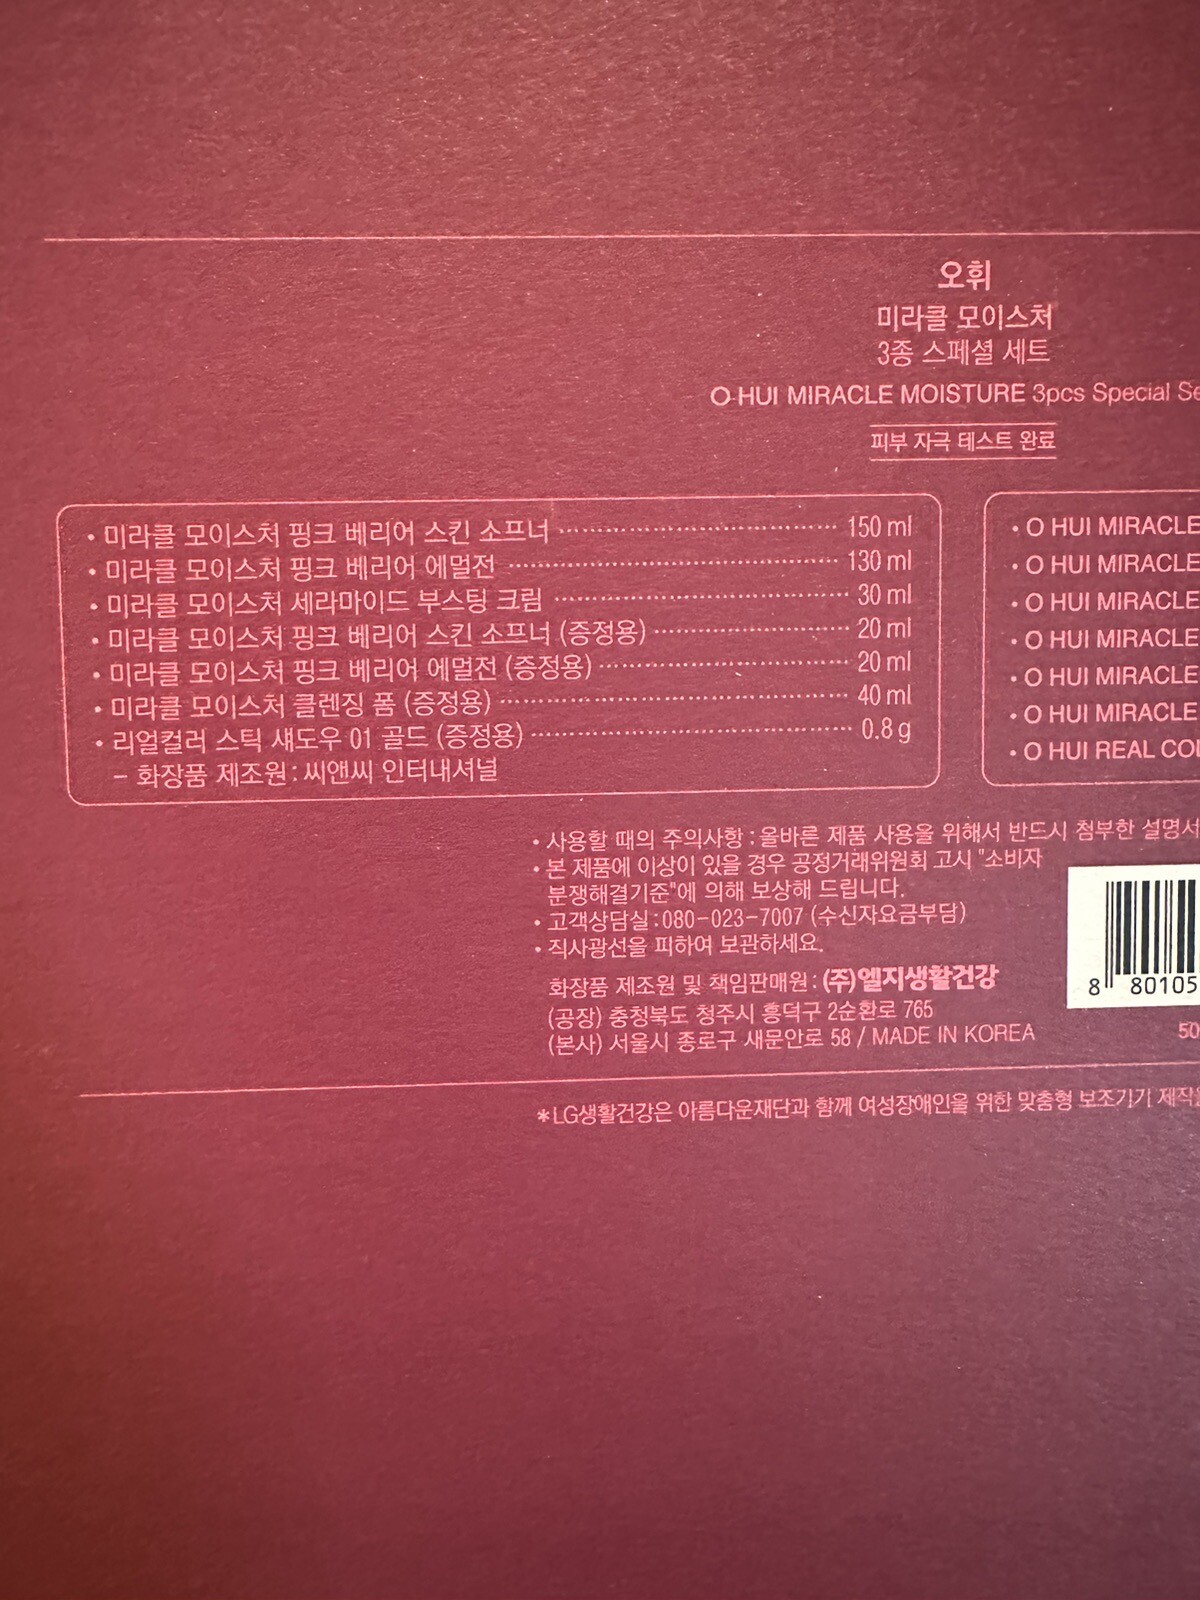 오휘
미라클 모이스처
3종 스페셜 세트
O HUI MIRACLE MOISTURE 3pcs Special Se
피부 자극 테스트 완료
• 미라클 모이스처 핑크 베리어 스킨 소프너 150 ml
• 미라클 모이스처 핑크 베리어 에멀전 130 ml
• 미라클 모이스처 세라마이드 부스팅 크림 30 ml
• 미라클 모이스처 핑크 베리어 스킨 소프너 (증정용) 20 ml
• 미라클 모이스처 핑크 베리어 에멀전 (증정용) 20 ml
• 미라클 모이스처 클렌징 폼 (증정용) 40 ml
• 리얼컬러 스틱 섀도우 01 골드 (증정용) 0.8 g
– 화장품 제조원 : 씨앤씨 인터내셔널
• O HUI MIRACLE
• O HUI MIRACLE
• O HUI MIRACLE
• O HUI MIRACLE
• O HUI MIRACLE
• O HUI MIRACLE
• O HUI REAL COL
• 사용할 때의 주의사항 : 올바른 제품 사용을 위해서 반드시 첨부한 설명서
• 본 제품에 이상이 있을 경우 공정거래위원회 고시 "소비자
분쟁해결기준"에 의해 보상해 드립니다.
• 고객상담실 : 080-023-7007 (수신자요금부담)
• 직사광선을 피하여 보관하세요.
화장품 제조원 및 책임판매원 : (주)엘지생활건강
(공장) 충청북도 청주시 흥덕구 2순환로 765
(본사) 서울시 종로구 새문안로 58 / MADE IN KOREA
8 80105
50
*LG생활건강은 아름다운재단과 함께 여성장애인을 위한 맞춤형 보조기기 제작을